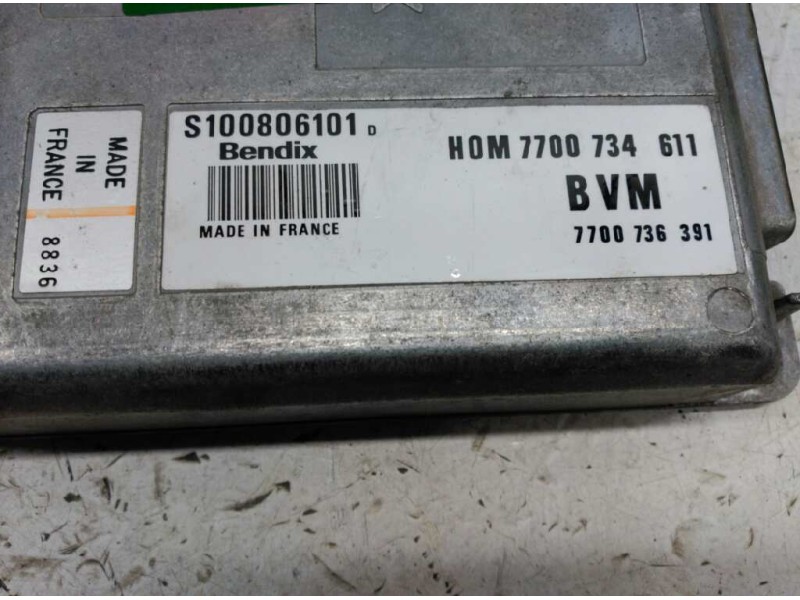 MADE
IN
FRANCE 8836
S100806101 D
Bendix
MADE IN FRANCE
HOM 7700 734 611
BVM
7700 736 391